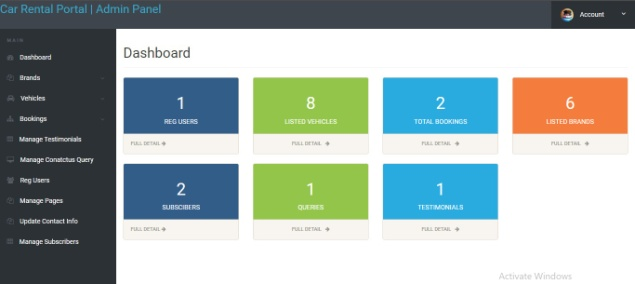 Car Rental Portal | Admin Panel
Account
MAIN
Dashboard
Brands
Vehicles
Bookings
Manage Testimonials
Manage Conatctus Query
Reg Users
Manage Pages
Update Contact Info
Manage Subscribers
Dashboard
1
REG USERS
FULL DETAIL
8
LISTED VEHICLES
FULL DETAIL
2
TOTAL BOOKINGS
FULL DETAIL
6
LISTED BRANDS
FULL DETAIL
2
SUBSCIBERS
FULL DETAIL
1
QUERIES
FULL DETAIL
1
TESTIMONIALS
FULL DETAIL
Activate Windows